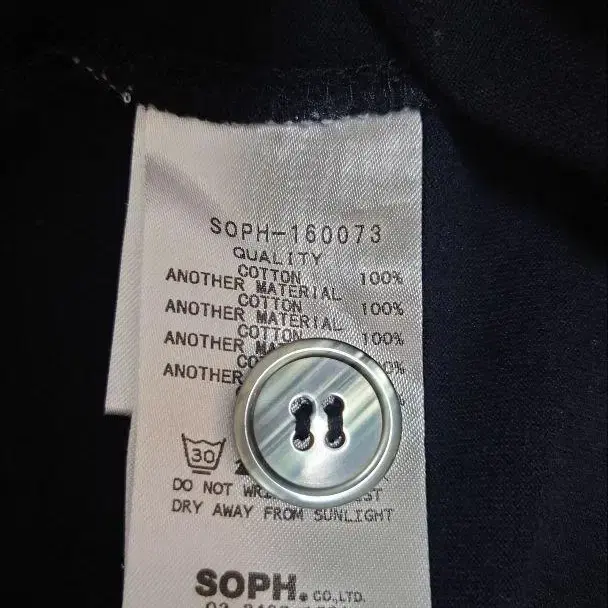 SOPH-160073
QUALITY
COTTON 100%
ANOTHER MATERIAL
COTTON 100%
ANOTHER MATERIAL
COTTON 100%
ANOTHER
ANOTHER
30
DO NOT
DRY AWAY FROM SUNLIGHT
SOPH. CO.,LTD.